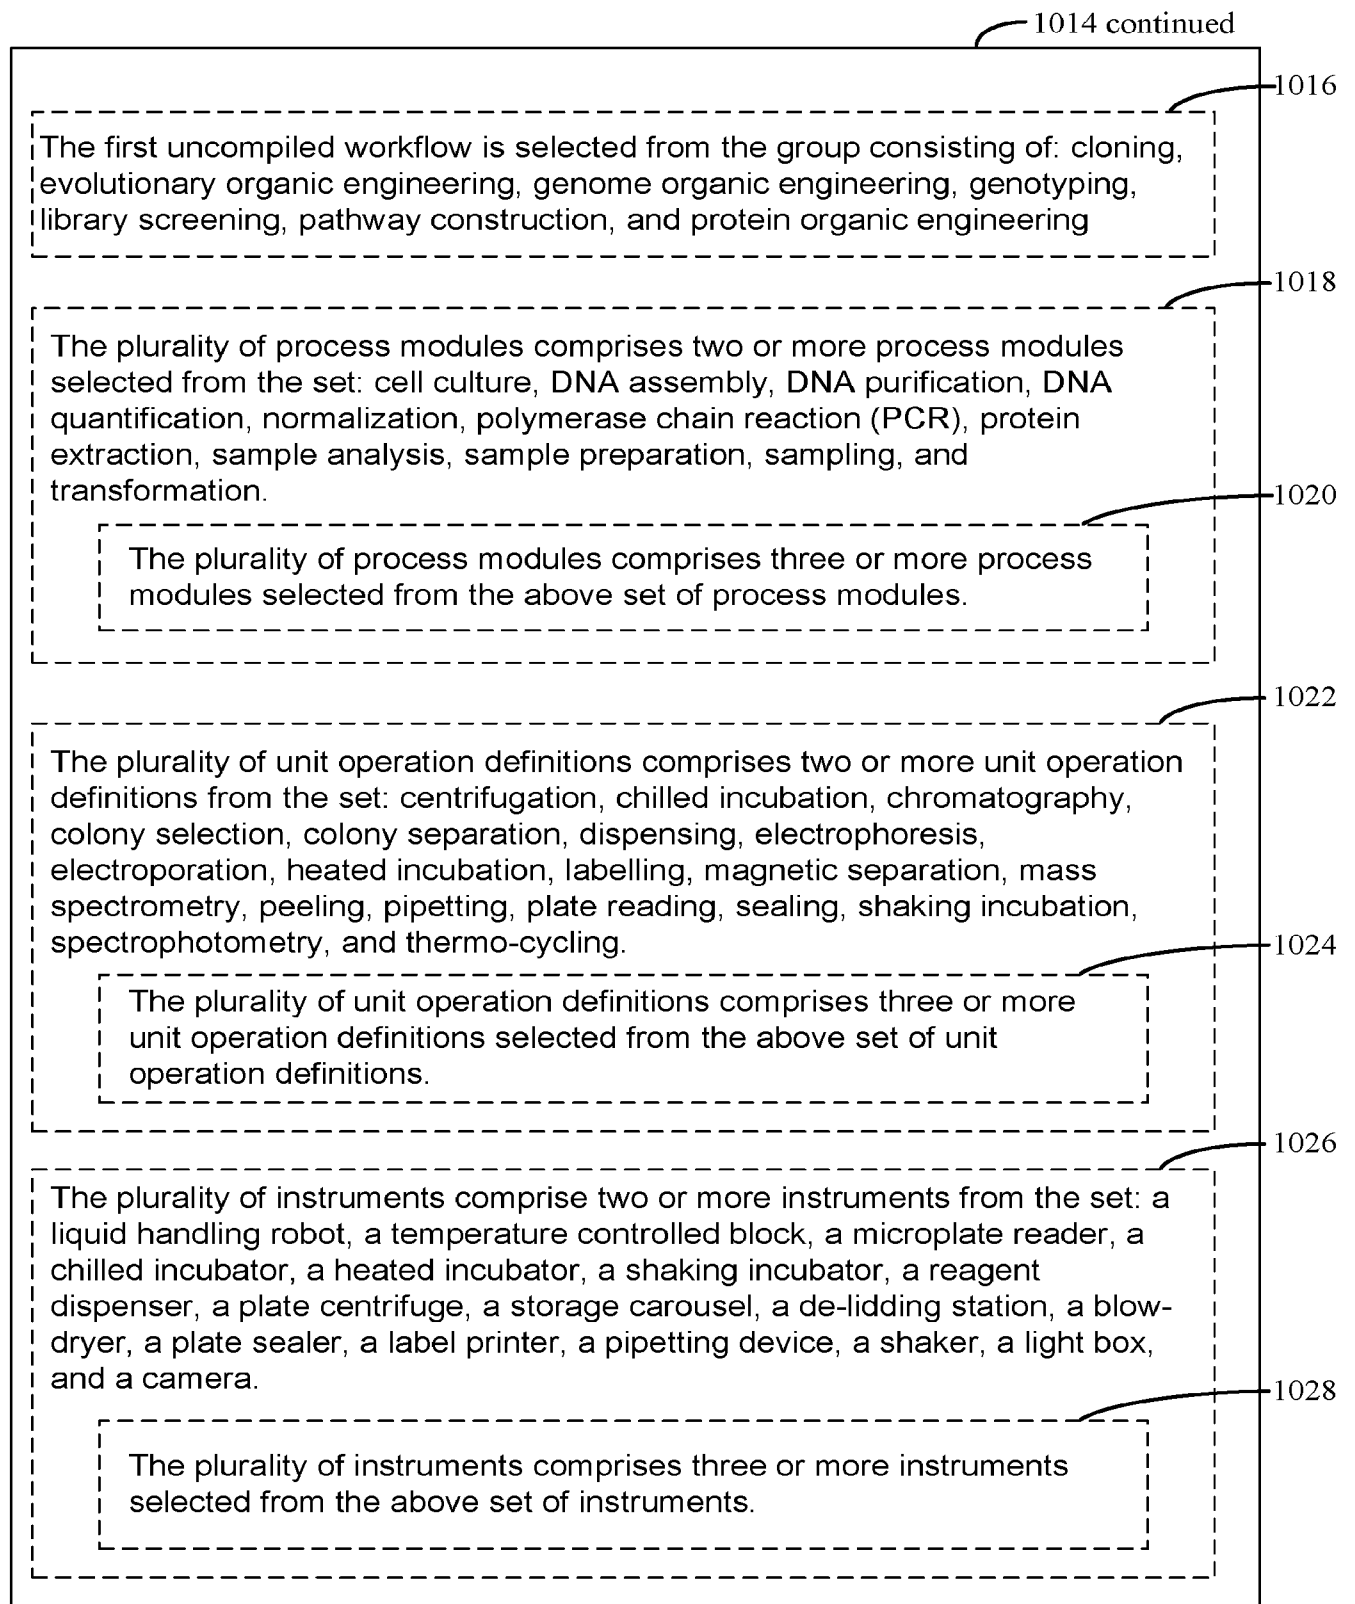 1014 continued
1016
The first uncompiled workflow is selected from the group consisting of: cloning,
evolutionary organic engineering, genome organic engineering, genotyping,
library screening, pathway construction, and protein organic engineering
1018
The plurality of process modules comprises two or more process modules
selected from the set: cell culture, DNA assembly, DNA purification, DNA
quantification, normalization, polymerase chain reaction (PCR), protein
extraction, sample analysis, sample preparation, sampling, and
transformation.
1020
The plurality of process modules comprises three or more process
modules selected from the above set of process modules.
1022
The plurality of unit operation definitions comprises two or more unit operation
definitions from the set: centrifugation, chilled incubation, chromatography,
colony selection, colony separation, dispensing, electrophoresis,
electroporation, heated incubation, labelling, magnetic separation, mass
spectrometry, peeling, pipetting, plate reading, sealing, shaking incubation,
spectrophotometry, and thermo-cycling.
1024
The plurality of unit operation definitions comprises three or more
unit operation definitions selected from the above set of unit
operation definitions.
1026
The plurality of instruments comprise two or more instruments from the set: a
liquid handling robot, a temperature controlled block, a microplate reader, a
chilled incubator, a heated incubator, a shaking incubator, a reagent
dispenser, a plate centrifuge, a storage carousel, a de-lidding station, a blow-
dryer, a plate sealer, a label printer, a pipetting device, a shaker, a light box,
and a camera.
1028
The plurality of instruments comprises three or more instruments
selected from the above set of instruments.